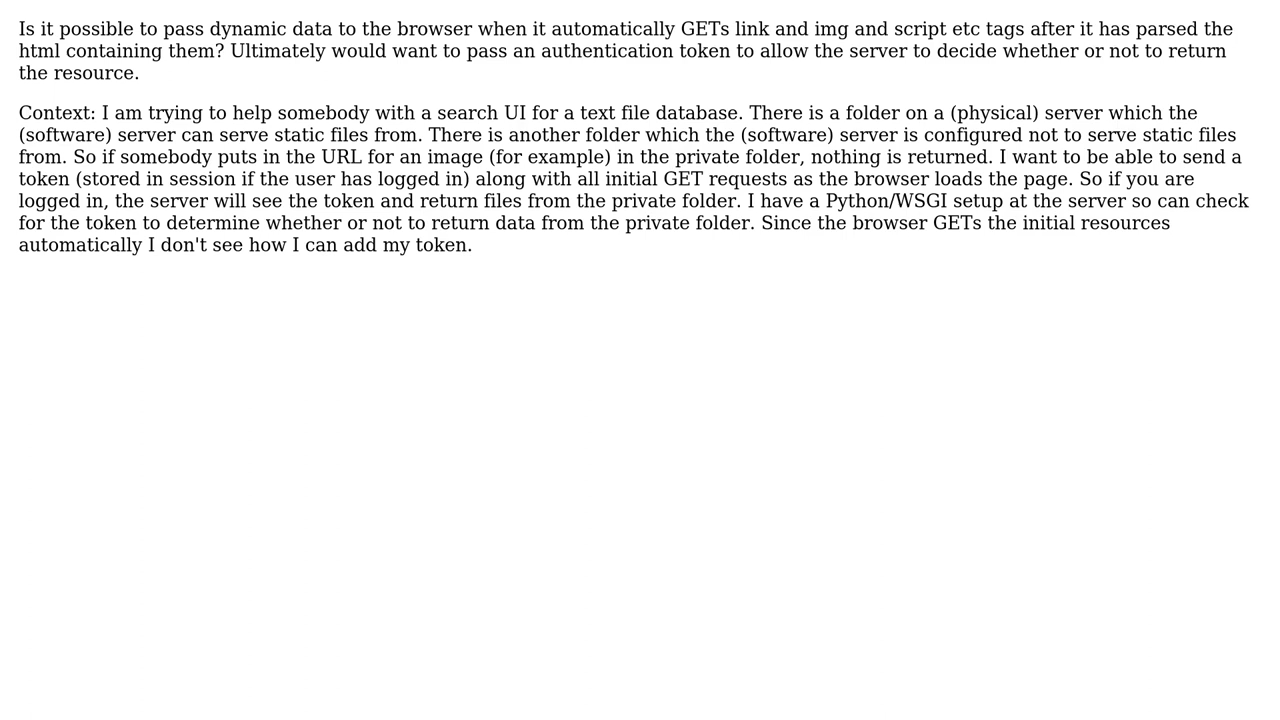 Is it possible to pass dynamic data to the browser when it automatically GETs link and img and script etc tags after it has parsed the
html containing them? Ultimately would want to pass an authentication token to allow the server to decide whether or not to return
the resource.
Context: I am trying to help somebody with a search UI for a text file database. There is a folder on a (physical) server which the
(software) server can serve static files from. There is another folder which the (software) server is configured not to serve static files
from. So if somebody puts in the URL for an image (for example) in the private folder, nothing is returned. I want to be able to send a
token (stored in session if the user has logged in) along with all initial GET requests as the browser loads the page. So if you are
logged in, the server will see the token and return files from the private folder. I have a Python/WSGI setup at the server so can check
for the token to determine whether or not to return data from the private folder. Since the browser GETs the initial resources
automatically I don't see how I can add my token.